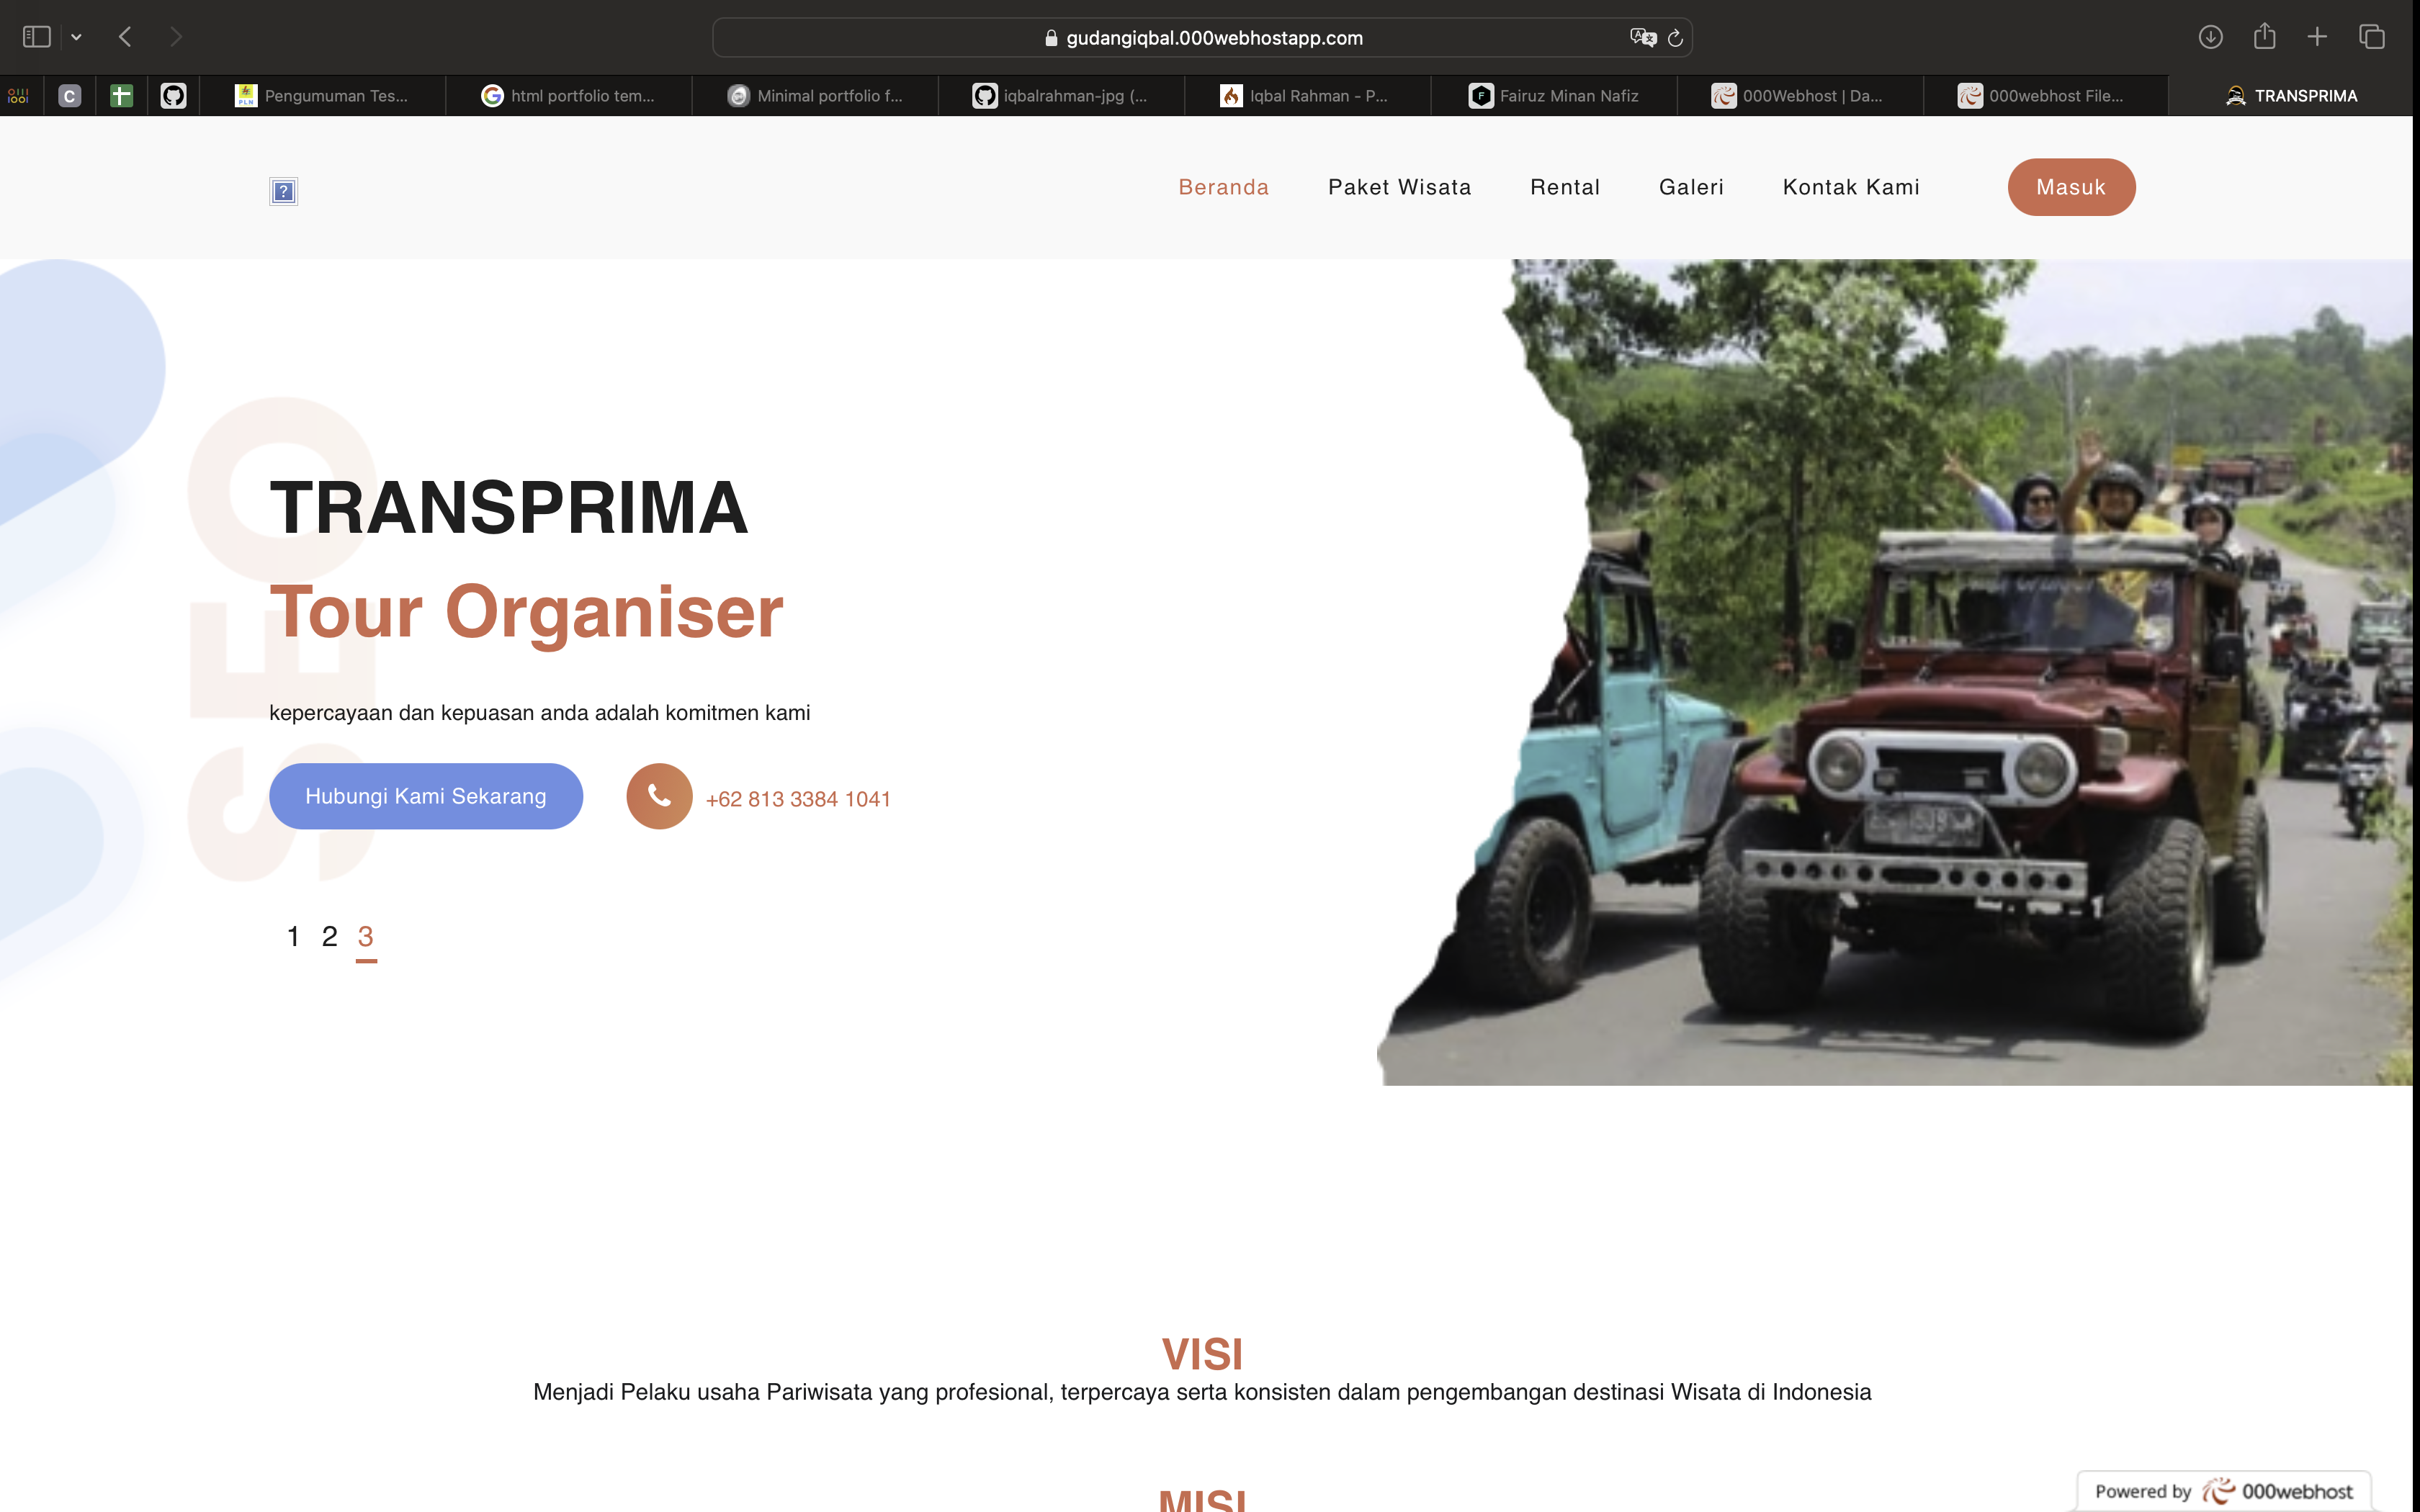 gudangiqbal.000webhostapp.com
Pengumuman Tes...
html portfolio tem...
Minimal portfolio f...
iqbalrahman-jpg (...
Iqbal Rahman - P...
Fairuz Minan Nafiz
000Webhost | Da...
000webhost File...
TRANSPRIMA
Beranda
Paket Wisata
Rental
Galeri
Kontak Kami
Masuk
SEO
TRANSPRIMA
Tour Organiser
kepercayaan dan kepuasan anda adalah komitmen kami
Hubungi Kami Sekarang
+62 813 3384 1041
1 2 3
VISI
Menjadi Pelaku usaha Pariwisata yang profesional, terpercaya serta konsisten dalam pengembangan destinasi Wisata di Indonesia
MISI
Powered by 000webhost